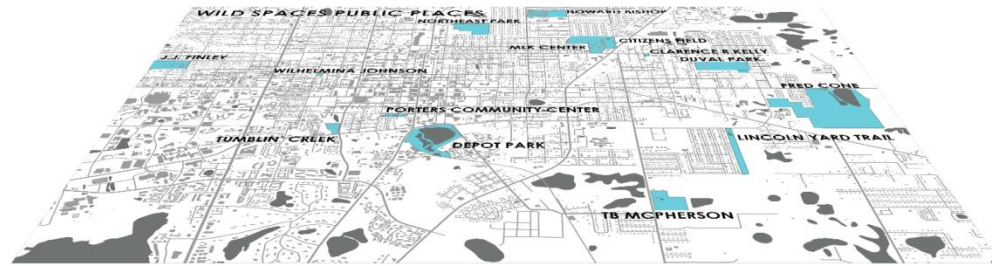 WILD SPACES PUBLIC PLACES
HOWARD BISHOP
NORTHEAST PARK
CITIZENS FIELD
MLK CENTER
CLARENCE R KELLY
J.J. FINLEY
DUVAL PARK
WILHELMINA JOHNSON
FRED CONE
PORTERS COMMUNITY CENTER
TUMBLIN' CREEK
DEPOT PARK
LINCOLN YARD TRAIL
TB MCPHERSON